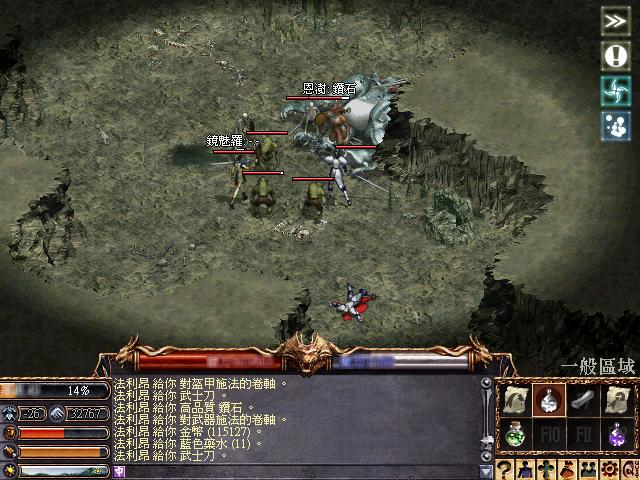 恩澍 鑽石
鏡魅羅
一般區域
14%
-26
32767
法利昂 給你 對盔甲施法的卷軸。
法利昂 給你 武士刀。
法利昂 給你 高品質 鑽石。
法利昂 給你 對武器施法的卷軸。
法利昂 給你 金幣 (115127)。
法利昂 給你 藍色藥水 (11)。
法利昂 給你 武士刀。
F10
F11
中